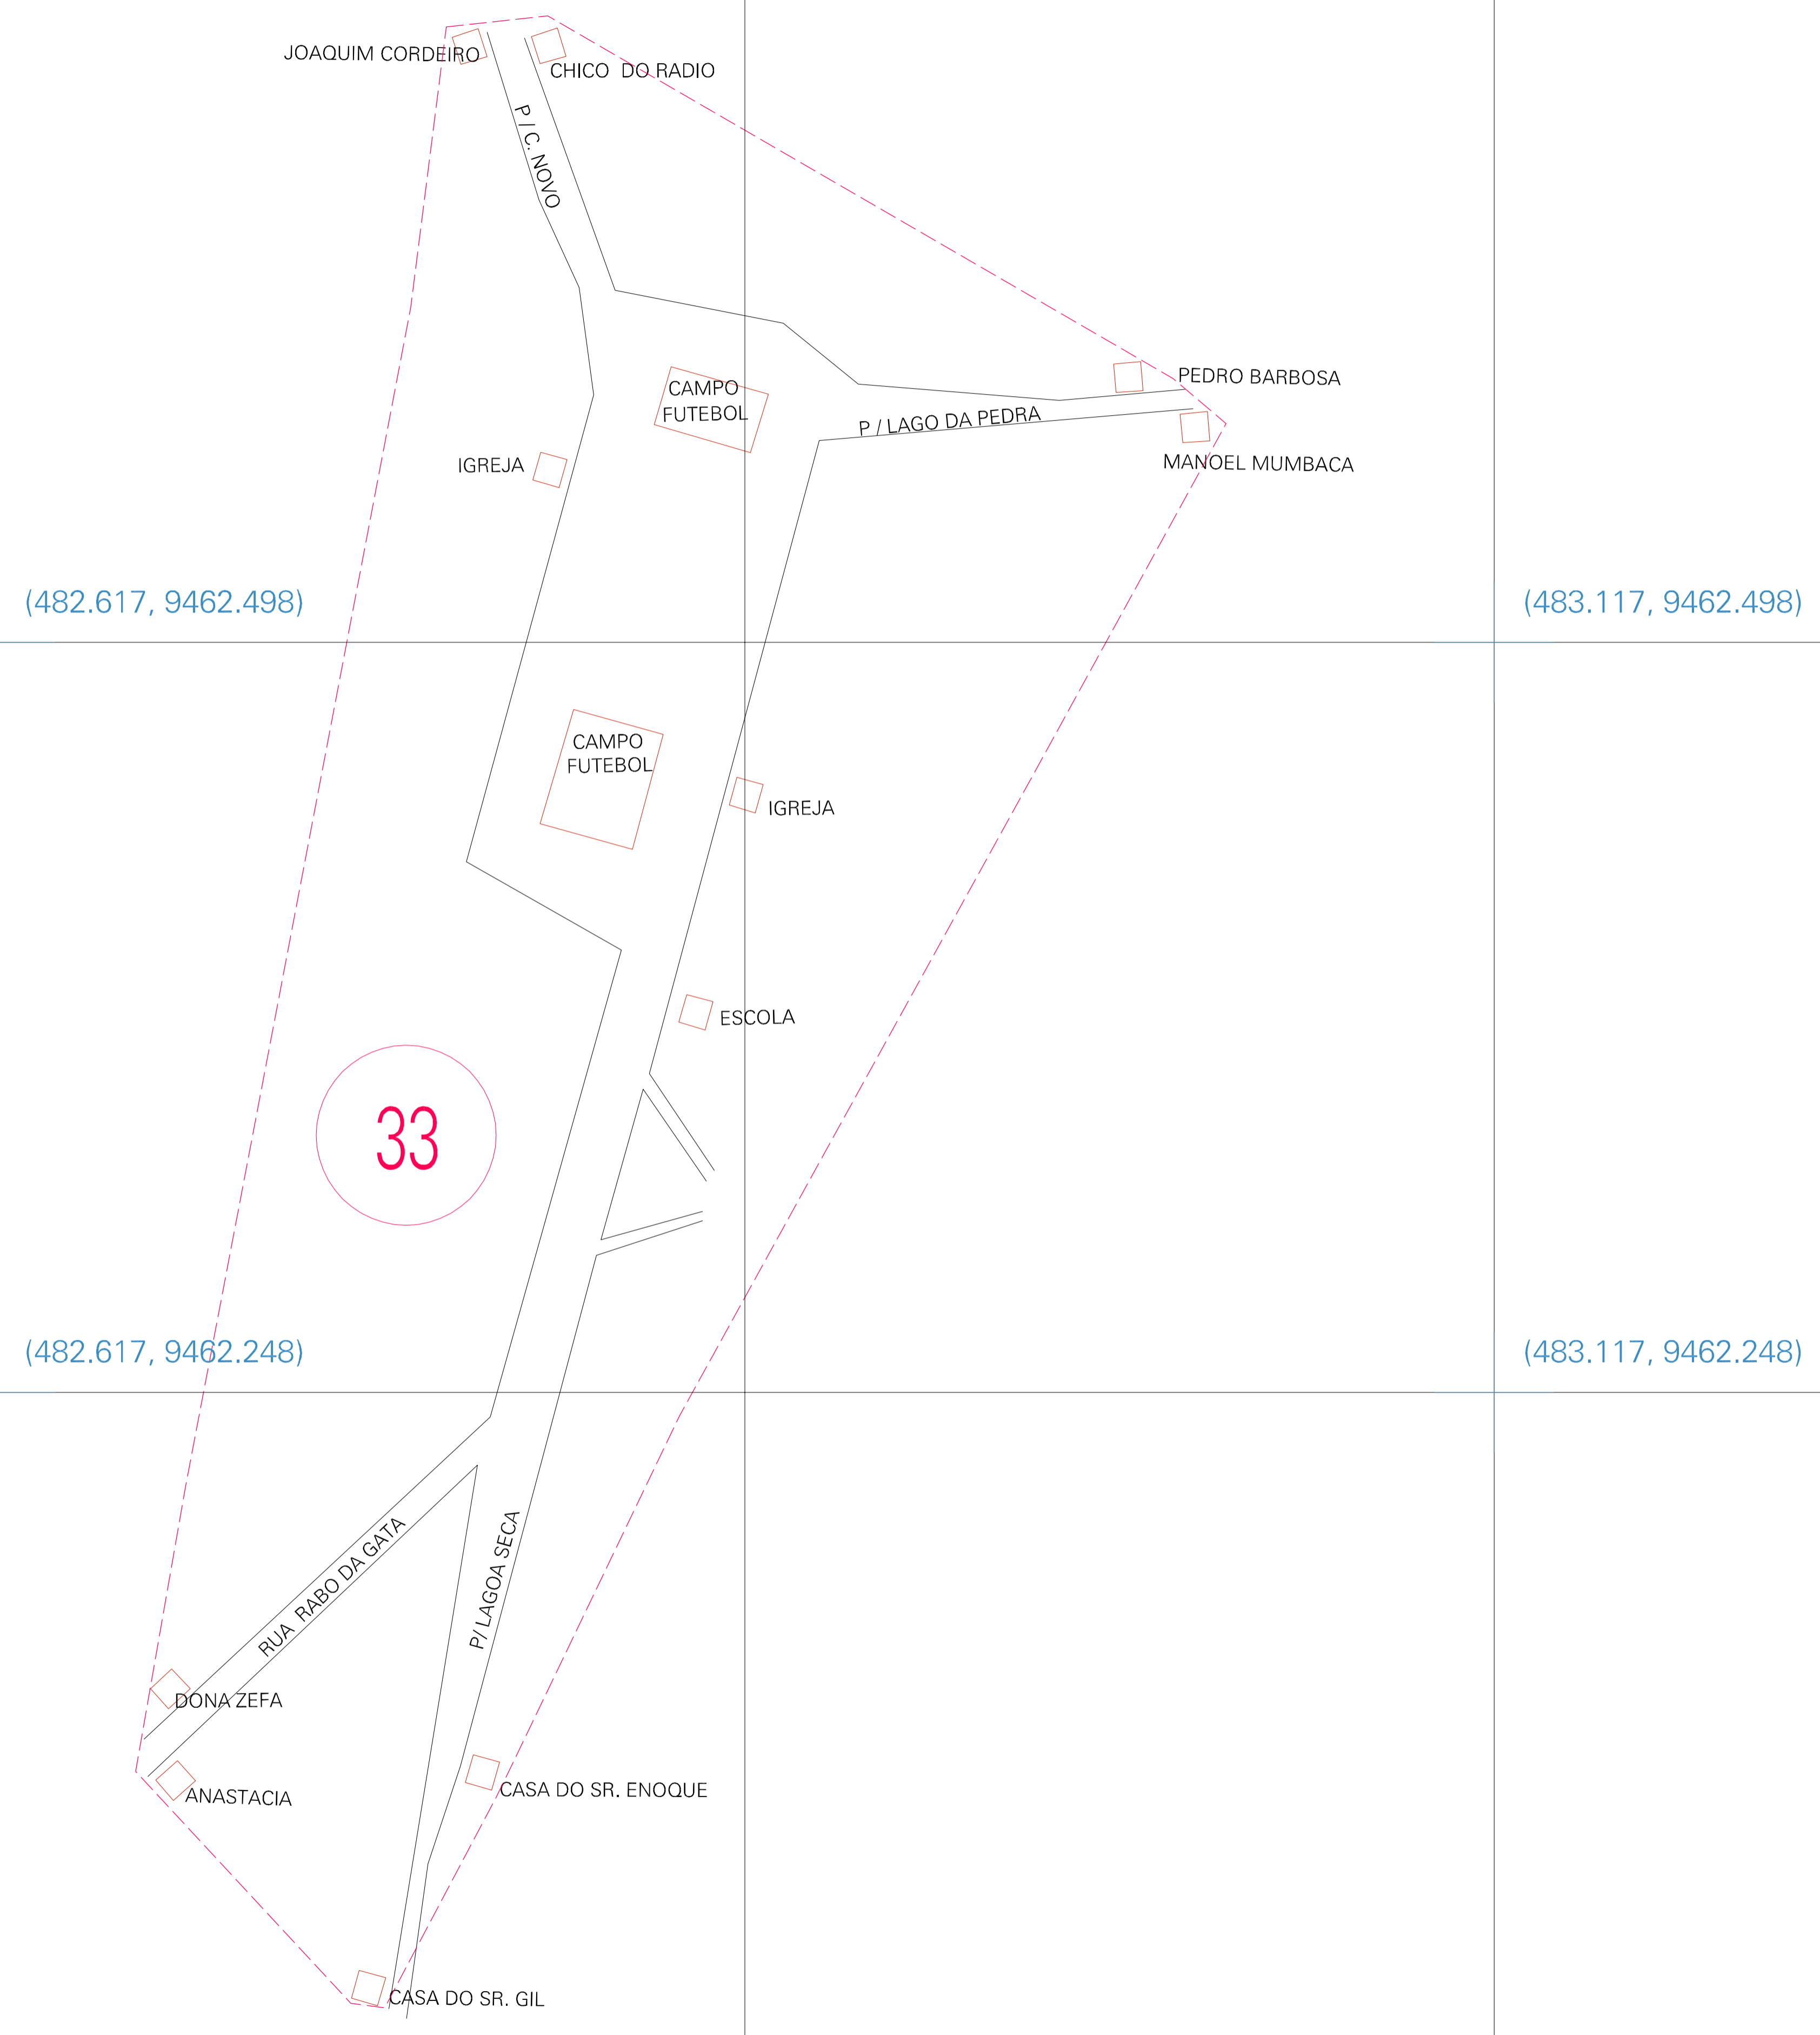 JOAQUIM CORDEIRO
CHICO DO RADIO
P / C. NOVO
PEDRO BARBOSA
CAMPO
FUTEBOL
P / LAGO DA PEDRA
IGREJA
MANOEL MUMBACA
(482.617, 9462.498)
(483.117, 9462.498)
CAMPO
FUTEBOL
IGREJA
ESCOLA
33
(482.617, 9462.248)
(483.117, 9462.248)
RUA RABO DA GATA
P/ LAGOA SECA
DONA ZEFA
ANASTACIA
CASA DO SR. ENOQUE
CASA DO SR. GIL